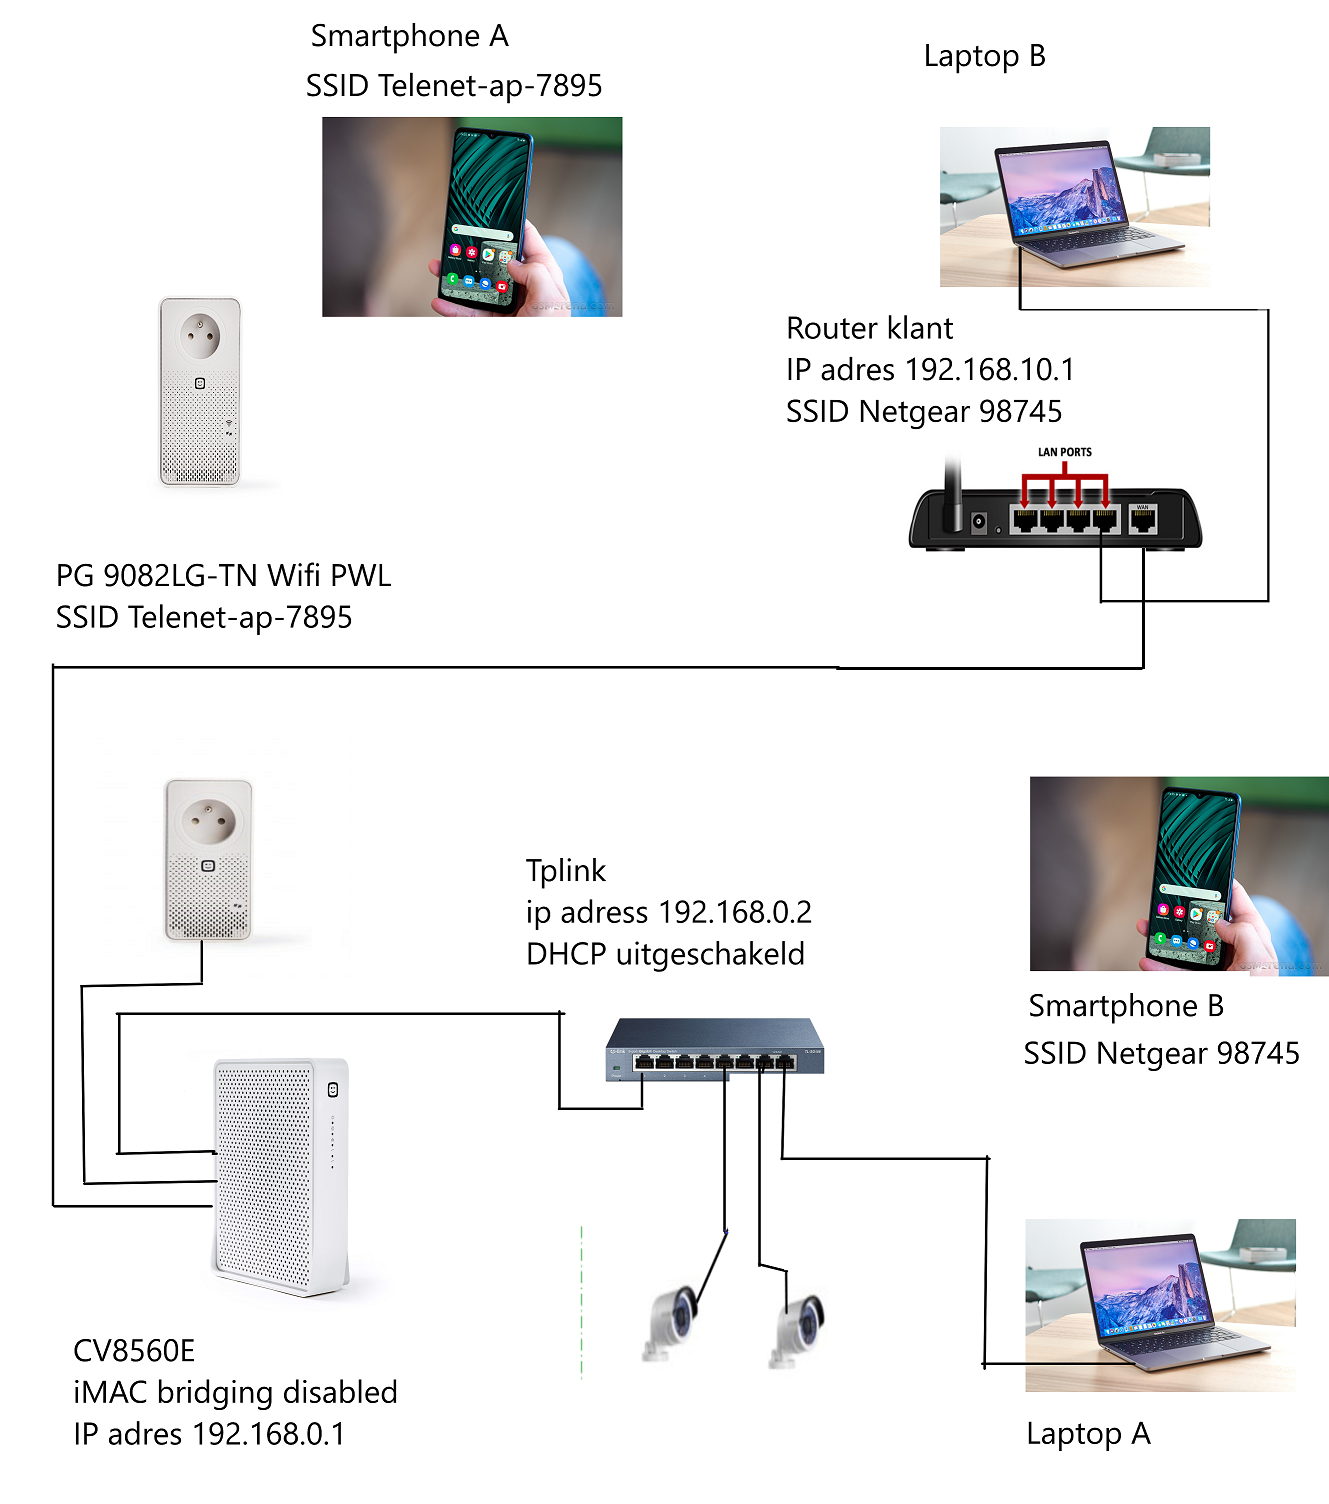 Smartphone A
SSID Telenet-ap-7895
Laptop B
Router klant
IP adres 192.168.10.1
SSID Netgear 98745
LAN PORTS
WAN
PG 9082LG-TN Wifi PWL
SSID Telenet-ap-7895
Tplink
ip adress 192.168.0.2
DHCP uitgeschakeld
tp-link
Smartphone B
SSID Netgear 98745
CV8560E
iMAC bridging disabled
IP adres 192.168.0.1
Laptop A